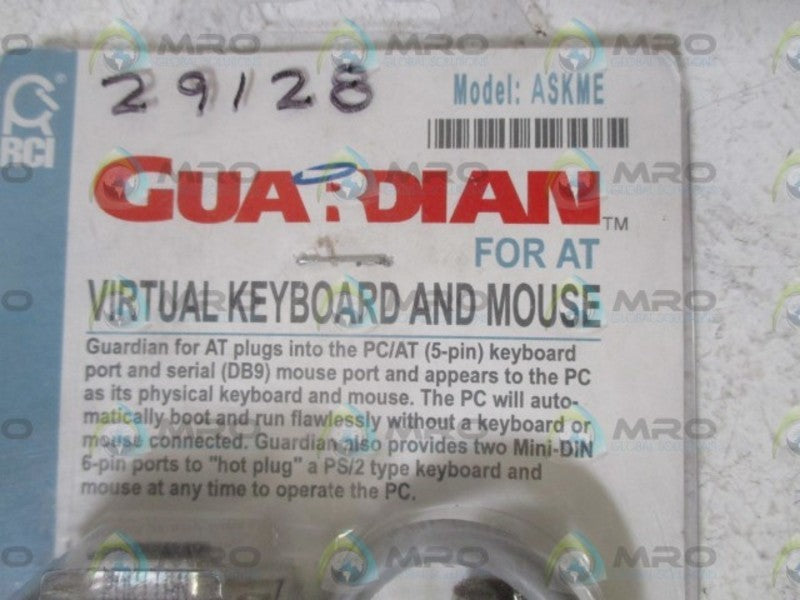 29128
Model: ASKME
RCI
GUARDIAN™
FOR AT
VIRTUAL KEYBOARD AND MOUSE
Guardian for AT plugs into the PC/AT (5-pin) keyboard
port and serial (DB9) mouse port and appears to the PC
as its physical keyboard and mouse. The PC will auto-
matically boot and run flawlessly without a keyboard or
mouse connected. Guardian also provides two Mini-DIN
6-pin ports to "hot plug" a PS/2 type keyboard and
mouse at any time to operate the PC.
MRO
GLOBAL SOLUTIONS